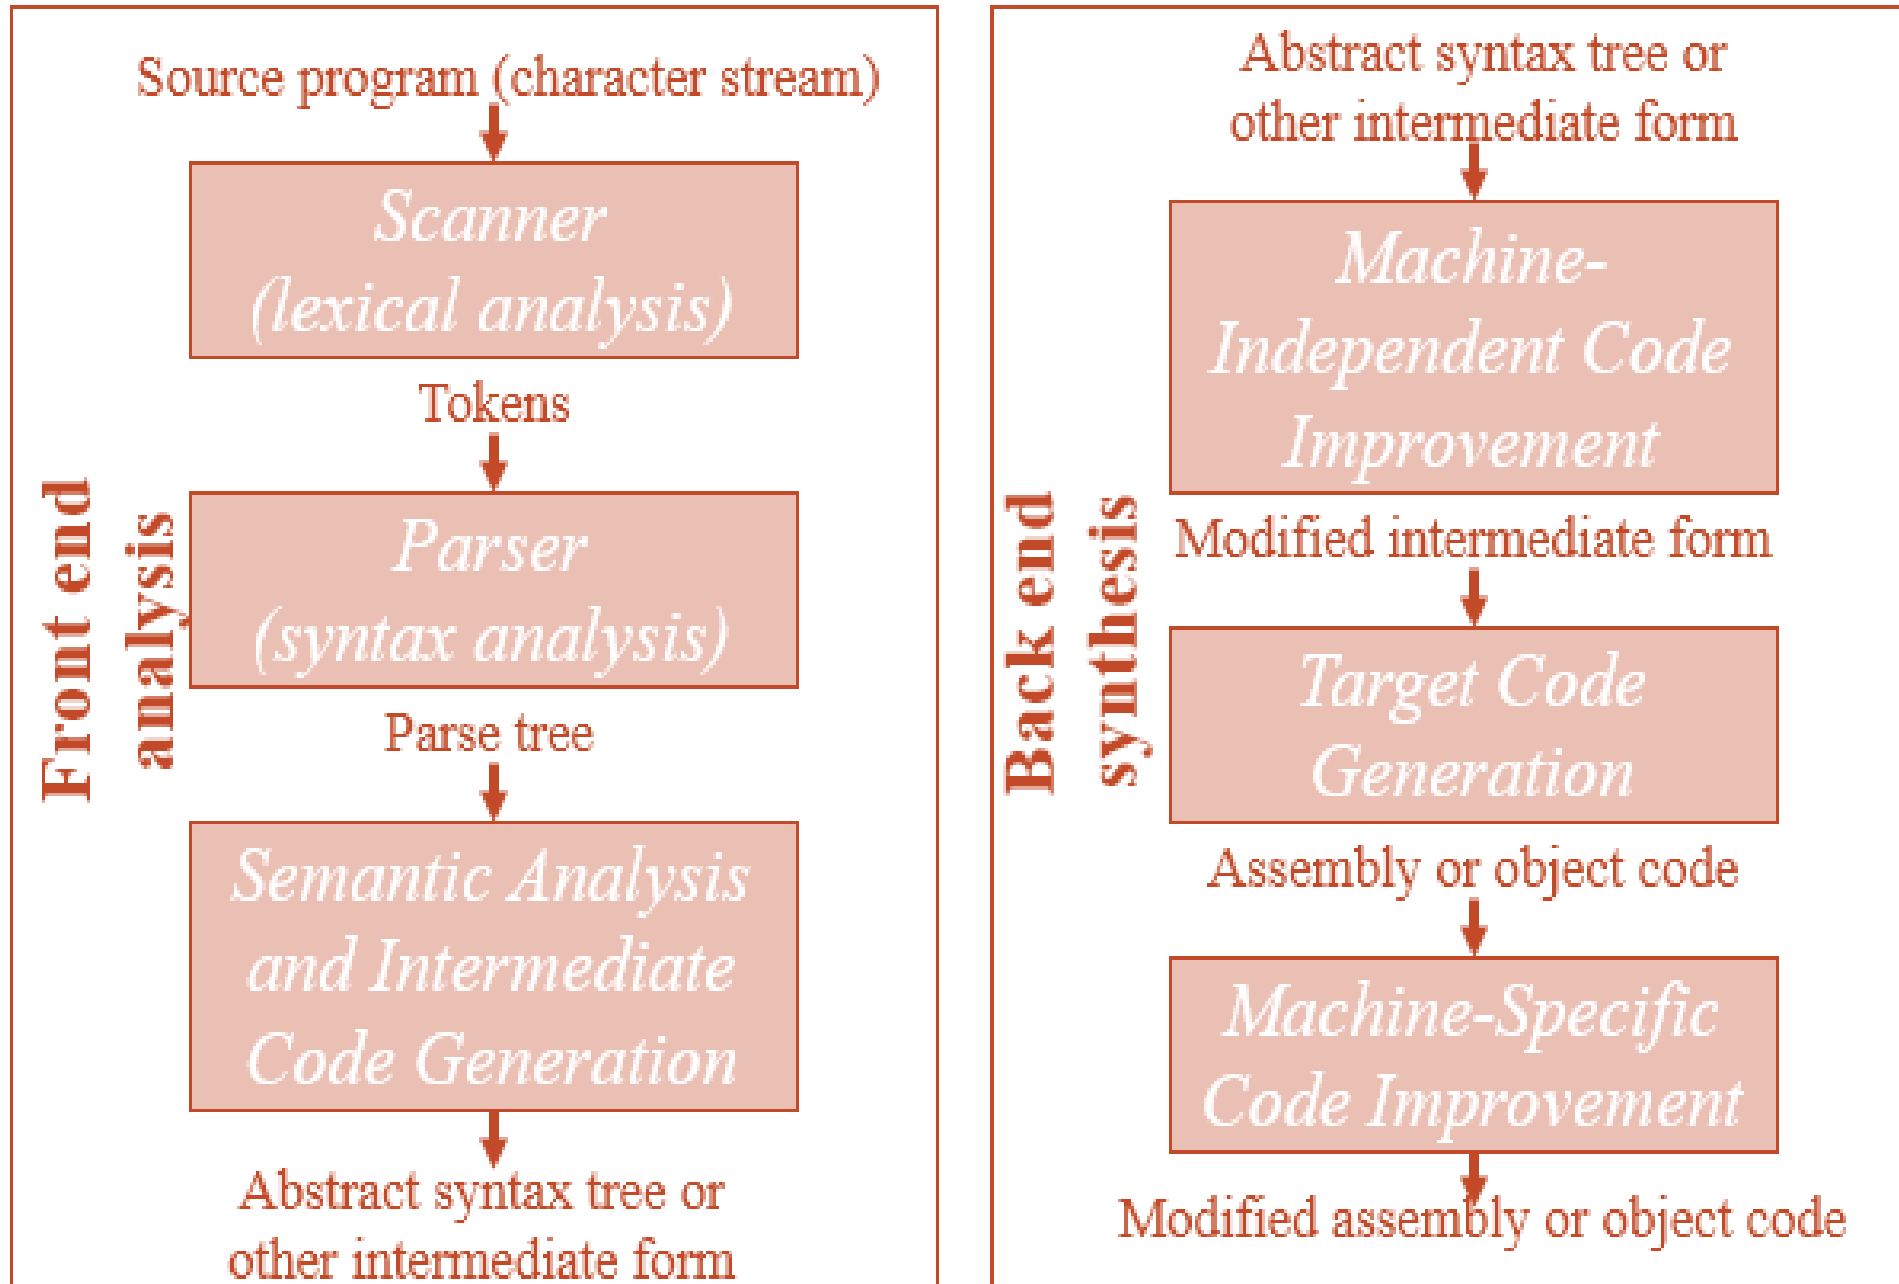 Front end
analysis
Source program (character stream)
Scanner
(lexical analysis)
Tokens
Parser
(syntax analysis)
Parse tree
Semantic Analysis
and Intermediate
Code Generation
Abstract syntax tree or
other intermediate form
Back end
synthesis
Abstract syntax tree or
other intermediate form
Machine-
Independent Code
Improvement
Modified intermediate form
Target Code
Generation
Assembly or object code
Machine-Specific
Code Improvement
Modified assembly or object code